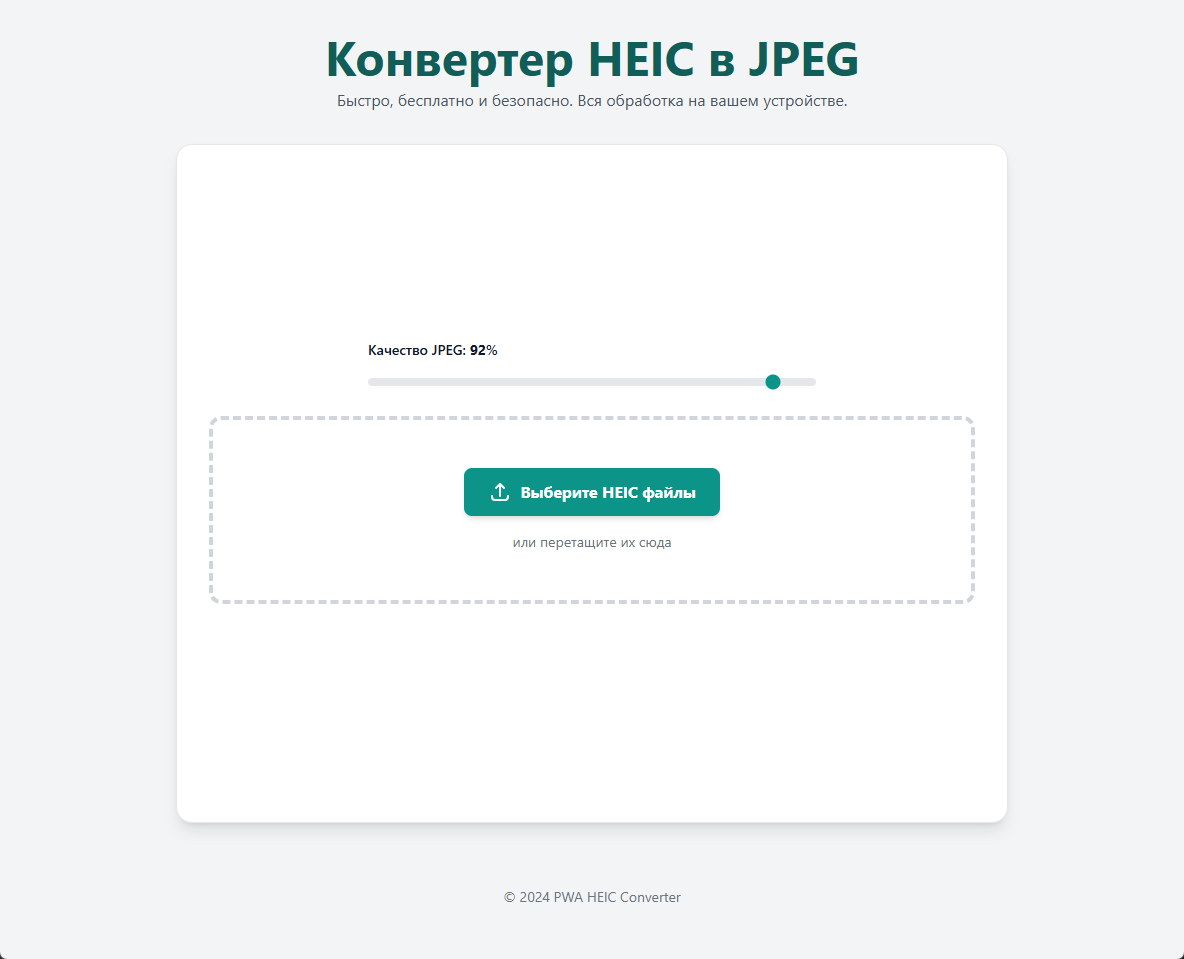 Конвертер HEIC в JPEG
Быстро, бесплатно и безопасно. Вся обработка на вашем устройстве.
Качество JPEG: 92%
Выберите HEIC файлы
или перетащите их сюда
© 2024 PWA HEIC Converter